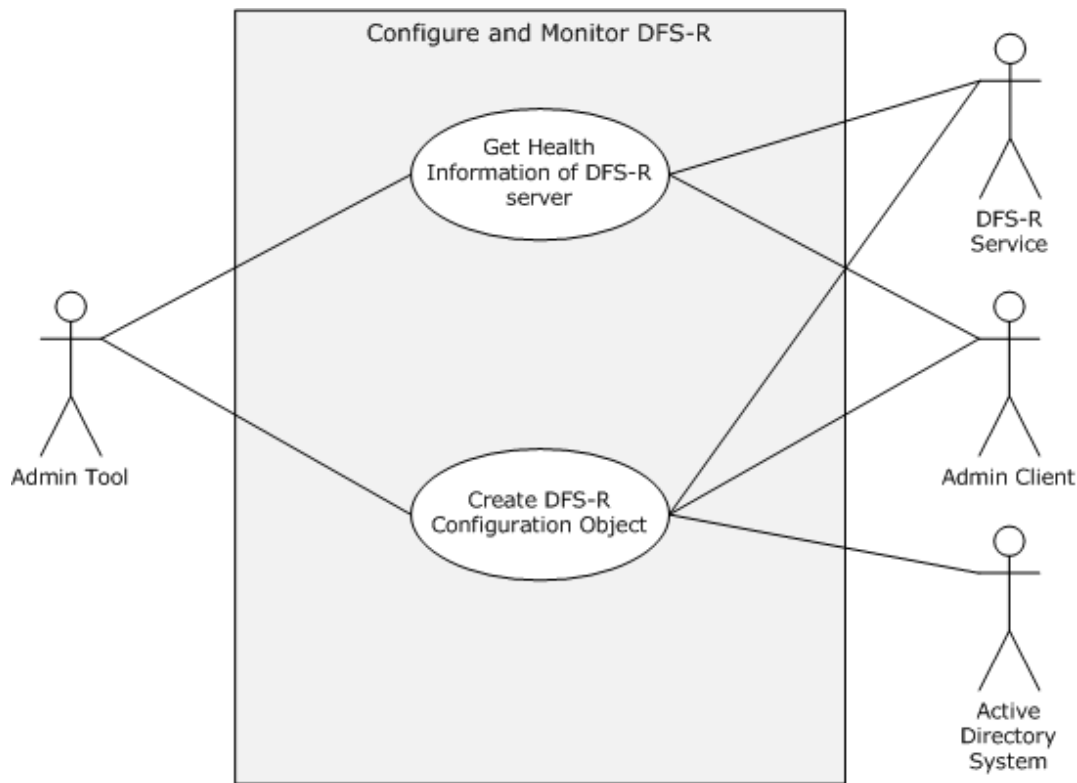 Configure and Monitor DFS-R
Get Health
Information of DFS-R
server
DFS-R
Service
Admin Tool
Admin Client
Create DFS-R
Configuration Object
Active
Directory
System